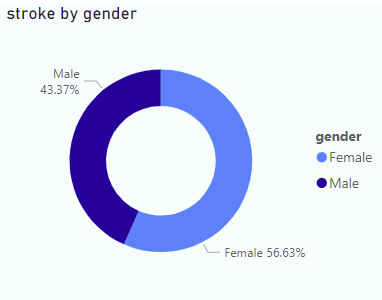 stroke by gender
Male
43.37%
gender
Female
Male
Female 56.63%